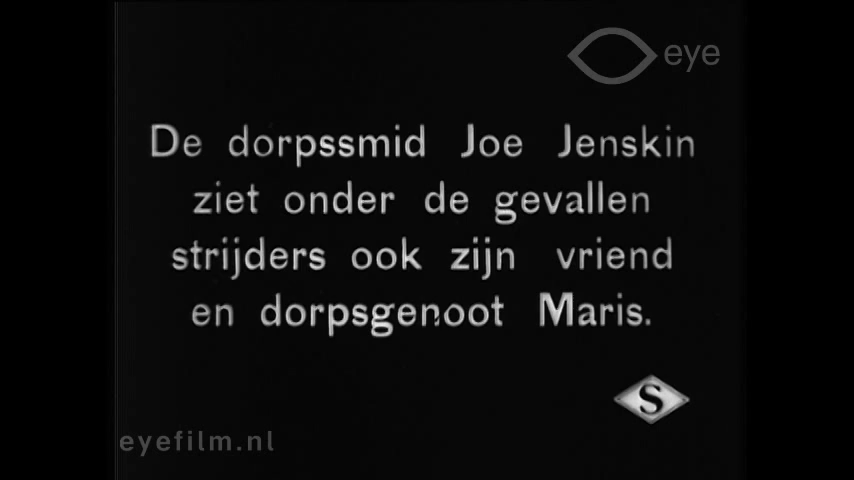 eye
De dorpssmid Joe Jenskin
ziet onder de gevallen
strijders ook zijn vriend
en dorpsgenoot Maris.
S
eyefilm.nl